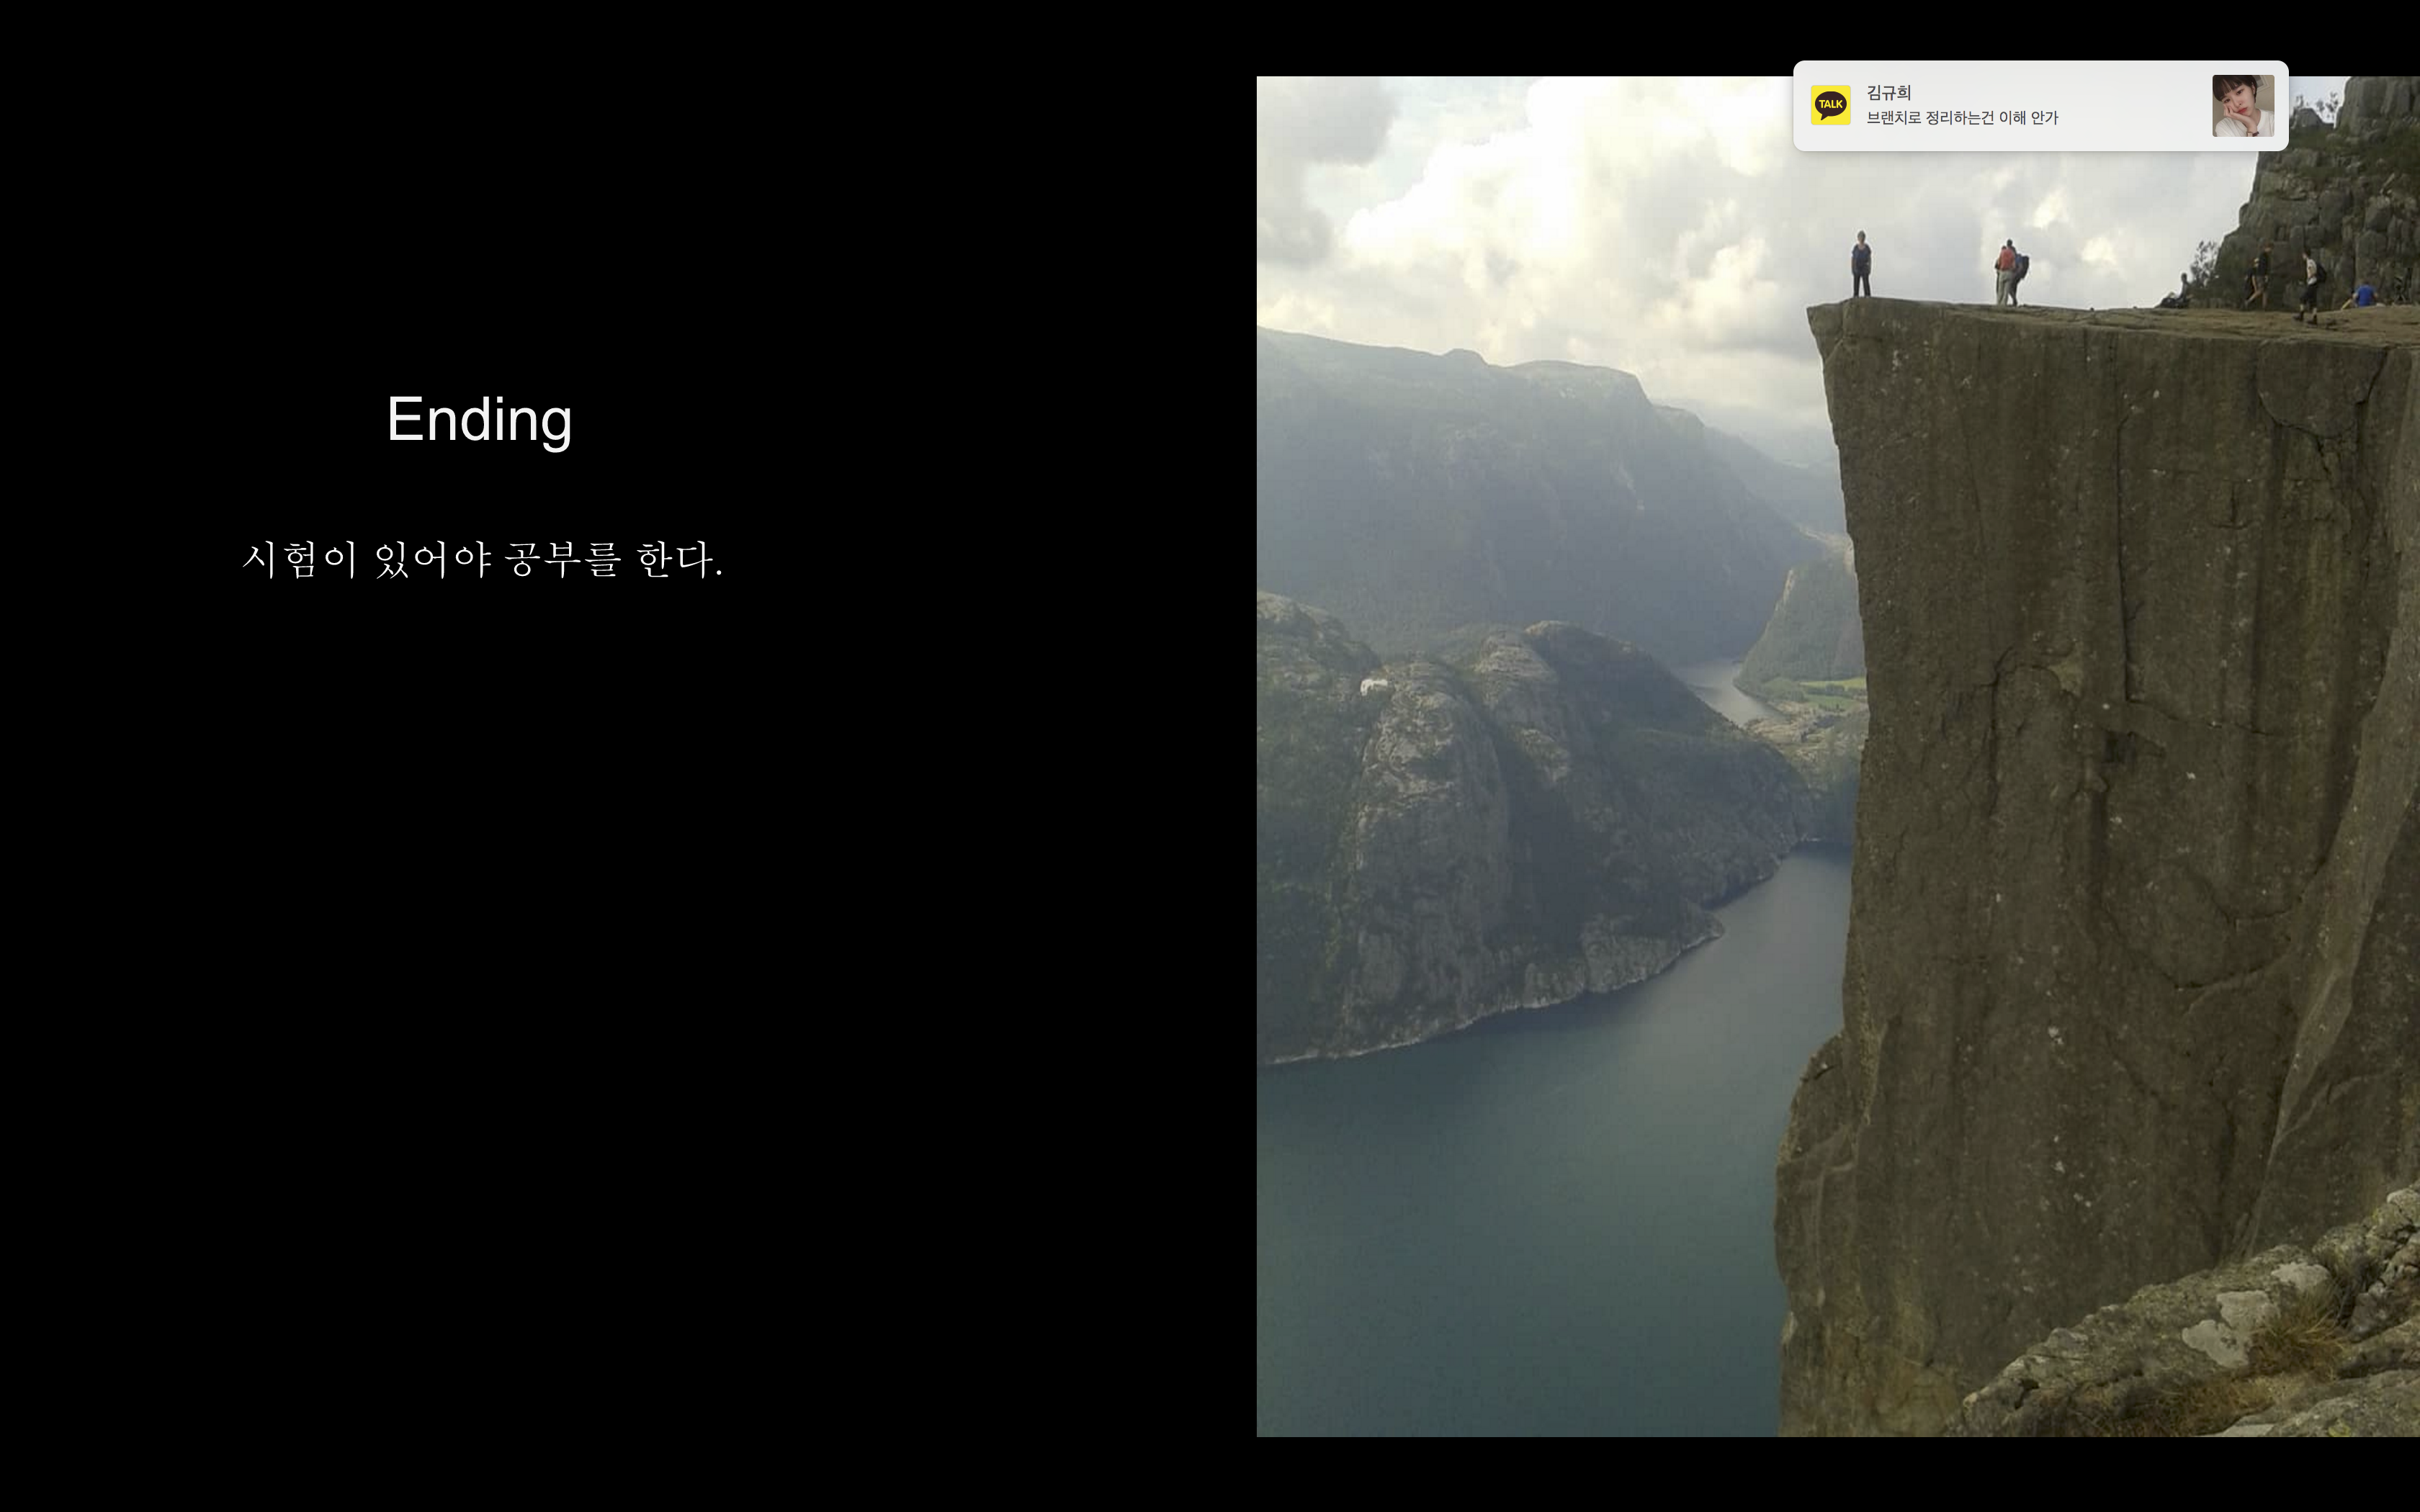 TALK
김규희
브랜치로 정리하는건 이해 안가
Ending
시험이 있어야 공부를 한다.